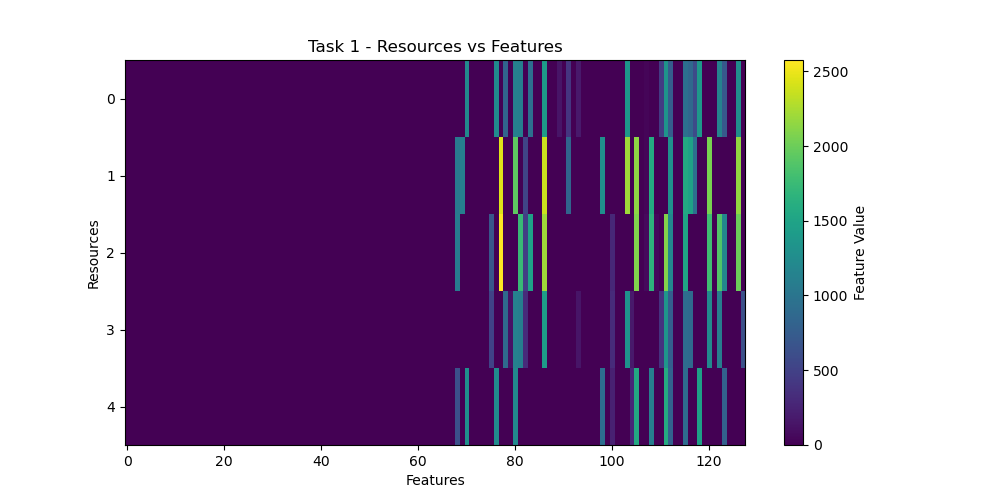 Task 1 - Resources vs Features
Resources
0
1
2
3
4
0 20 40 60 80 100 120
Features
2500
2000
1500
1000
500
0
Feature Value